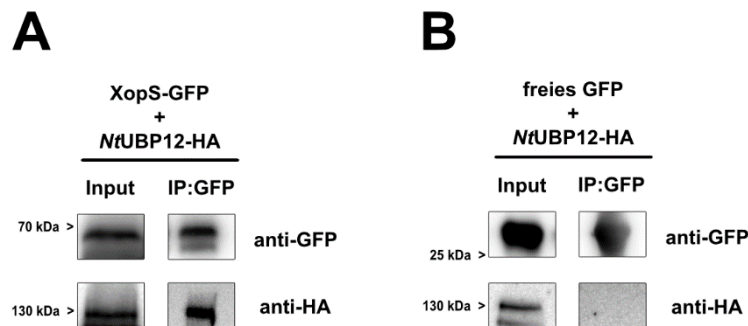 A
XopS-GFP
+
NtUBP12-HA
Input IP:GFP
70 kDa >
anti-GFP
130 kDa >
anti-HA
B
freies GFP
+
NtUBP12-HA
Input IP:GFP
anti-GFP
25 kDa >
130 kDa >
anti-HA